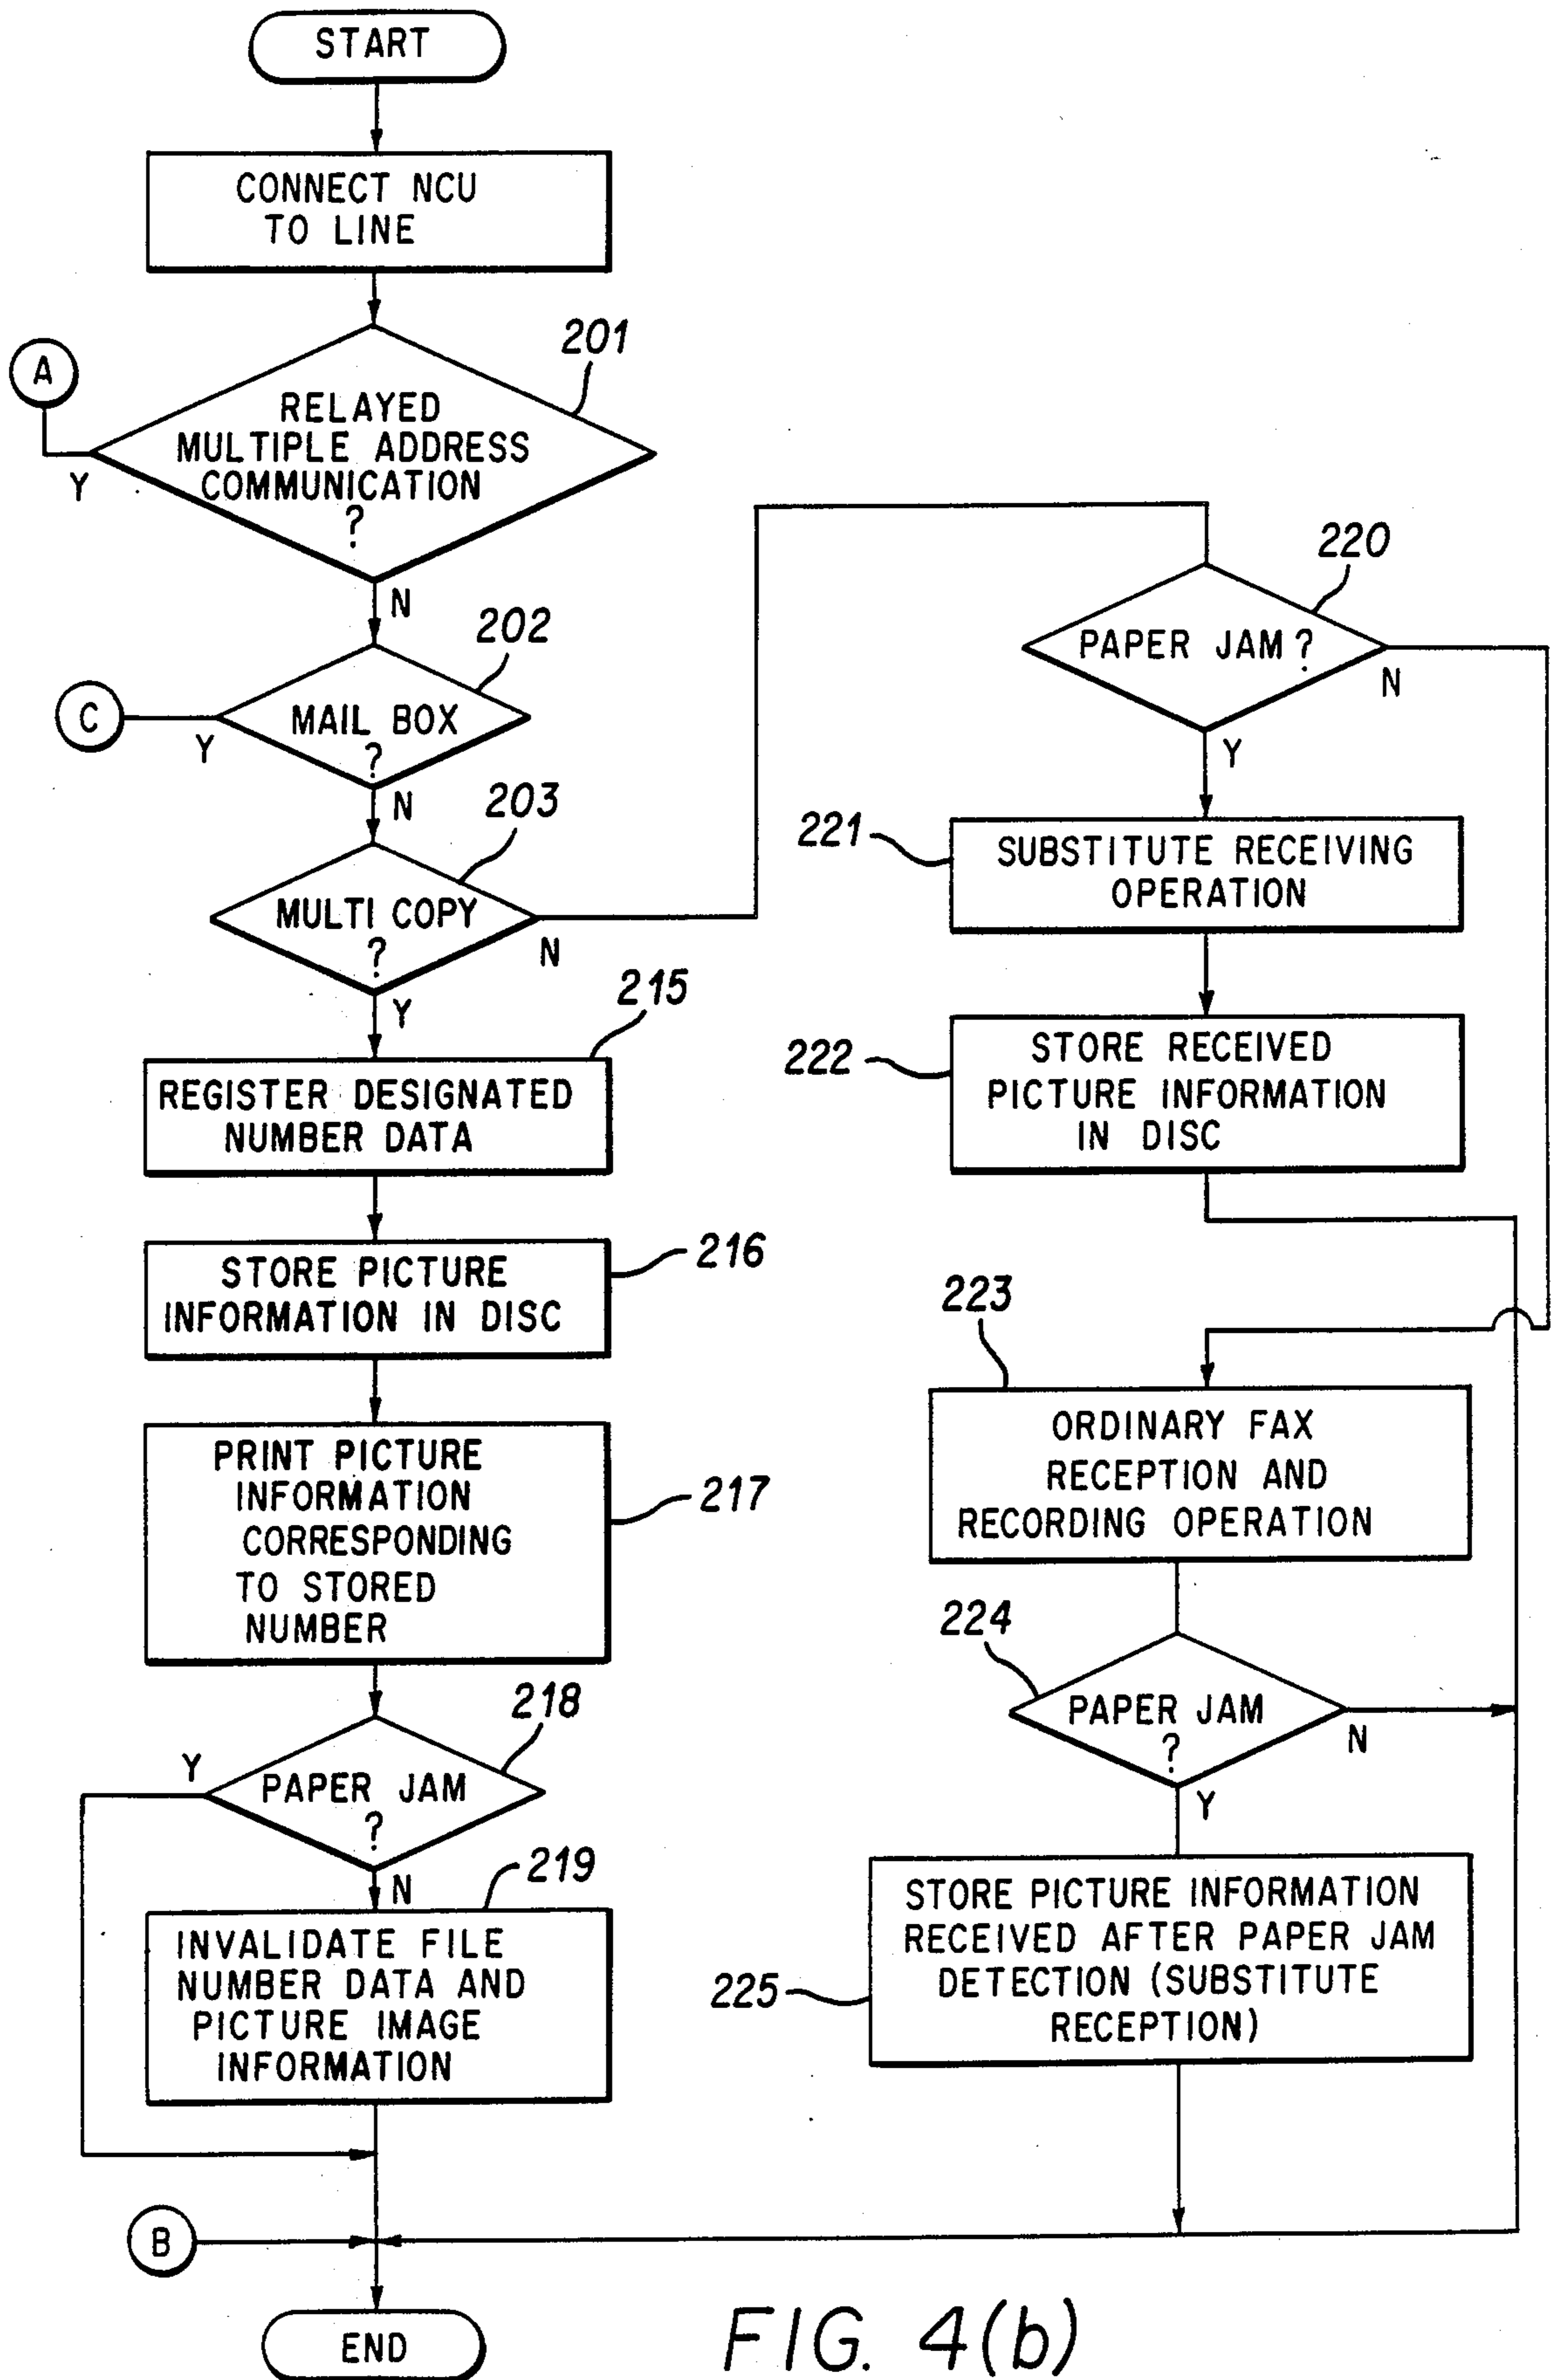 START
CONNECT NCU
TO LINE
201
A
RELAYED
MULTIPLE ADDRESS
COMMUNICATION
?
Y
N
202
C
MAIL BOX
?
Y
N
203
MULTI COPY
?
N
Y
215
REGISTER DESIGNATED
NUMBER DATA
216
STORE PICTURE
INFORMATION IN DISC
217
PRINT PICTURE
INFORMATION
CORRESPONDING
TO STORED
NUMBER
218
Y
PAPER JAM
?
N
219
INVALIDATE FILE
NUMBER DATA AND
PICTURE IMAGE
INFORMATION
B
END
220
PAPER JAM ?
N
Y
221
SUBSTITUTE RECEIVING
OPERATION
222
STORE RECEIVED
PICTURE INFORMATION
IN DISC
223
ORDINARY FAX
RECEPTION AND
RECORDING OPERATION
224
PAPER JAM
?
N
Y
225
STORE PICTURE INFORMATION
RECEIVED AFTER PAPER JAM
DETECTION (SUBSTITUTE
RECEPTION)
FIG. 4(b)